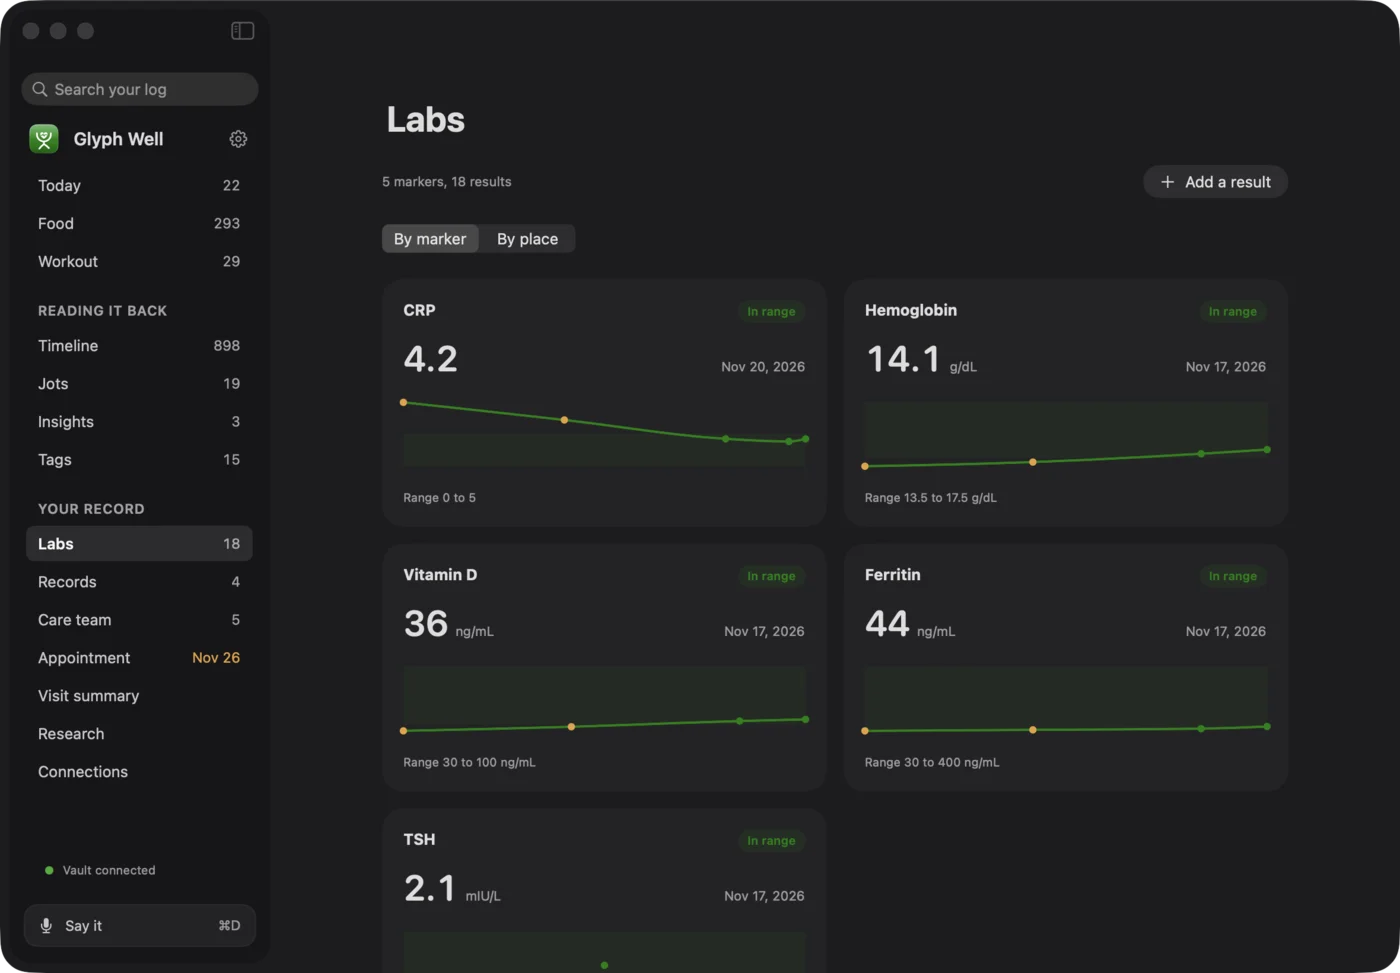 Search your log
Glyph Well
Today 22
Food 293
Workout 29
READING IT BACK
Timeline 898
Jots 19
Insights 3
Tags 15
YOUR RECORD
Labs 18
Records 4
Care team 5
Appointment Nov 26
Visit summary
Research
Connections
Vault connected
Say it ⌘D
Labs
5 markers, 18 results
+ Add a result
By marker By place
CRP In range
4.2 Nov 20, 2026
Range 0 to 5
Hemoglobin In range
14.1 g/dL Nov 17, 2026
Range 13.5 to 17.5 g/dL
Vitamin D In range
36 ng/mL Nov 17, 2026
Range 30 to 100 ng/mL
Ferritin In range
44 ng/mL Nov 17, 2026
Range 30 to 400 ng/mL
TSH In range
2.1 mIU/L Nov 17, 2026